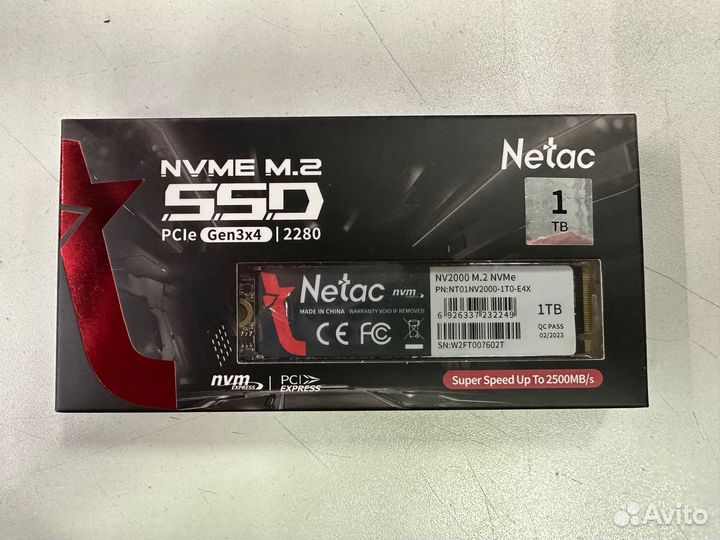 NVME M.2
SSD
PCIe Gen3x4 | 2280
Netac
1
TB
Netac nvm EXPRESS
MADE IN CHINA WARRANTY VOID IF REMOVED
CE FC
NV2000 M.2 NVMe
PN:NT01NV2000-1T0-E4X
6 926337 232249
SN:W2FT007602T
1TB
QC PASS
02/2023
nvm EXPRESS | PCI EXPRESS
Super Speed Up To 2500MB/s
Avito